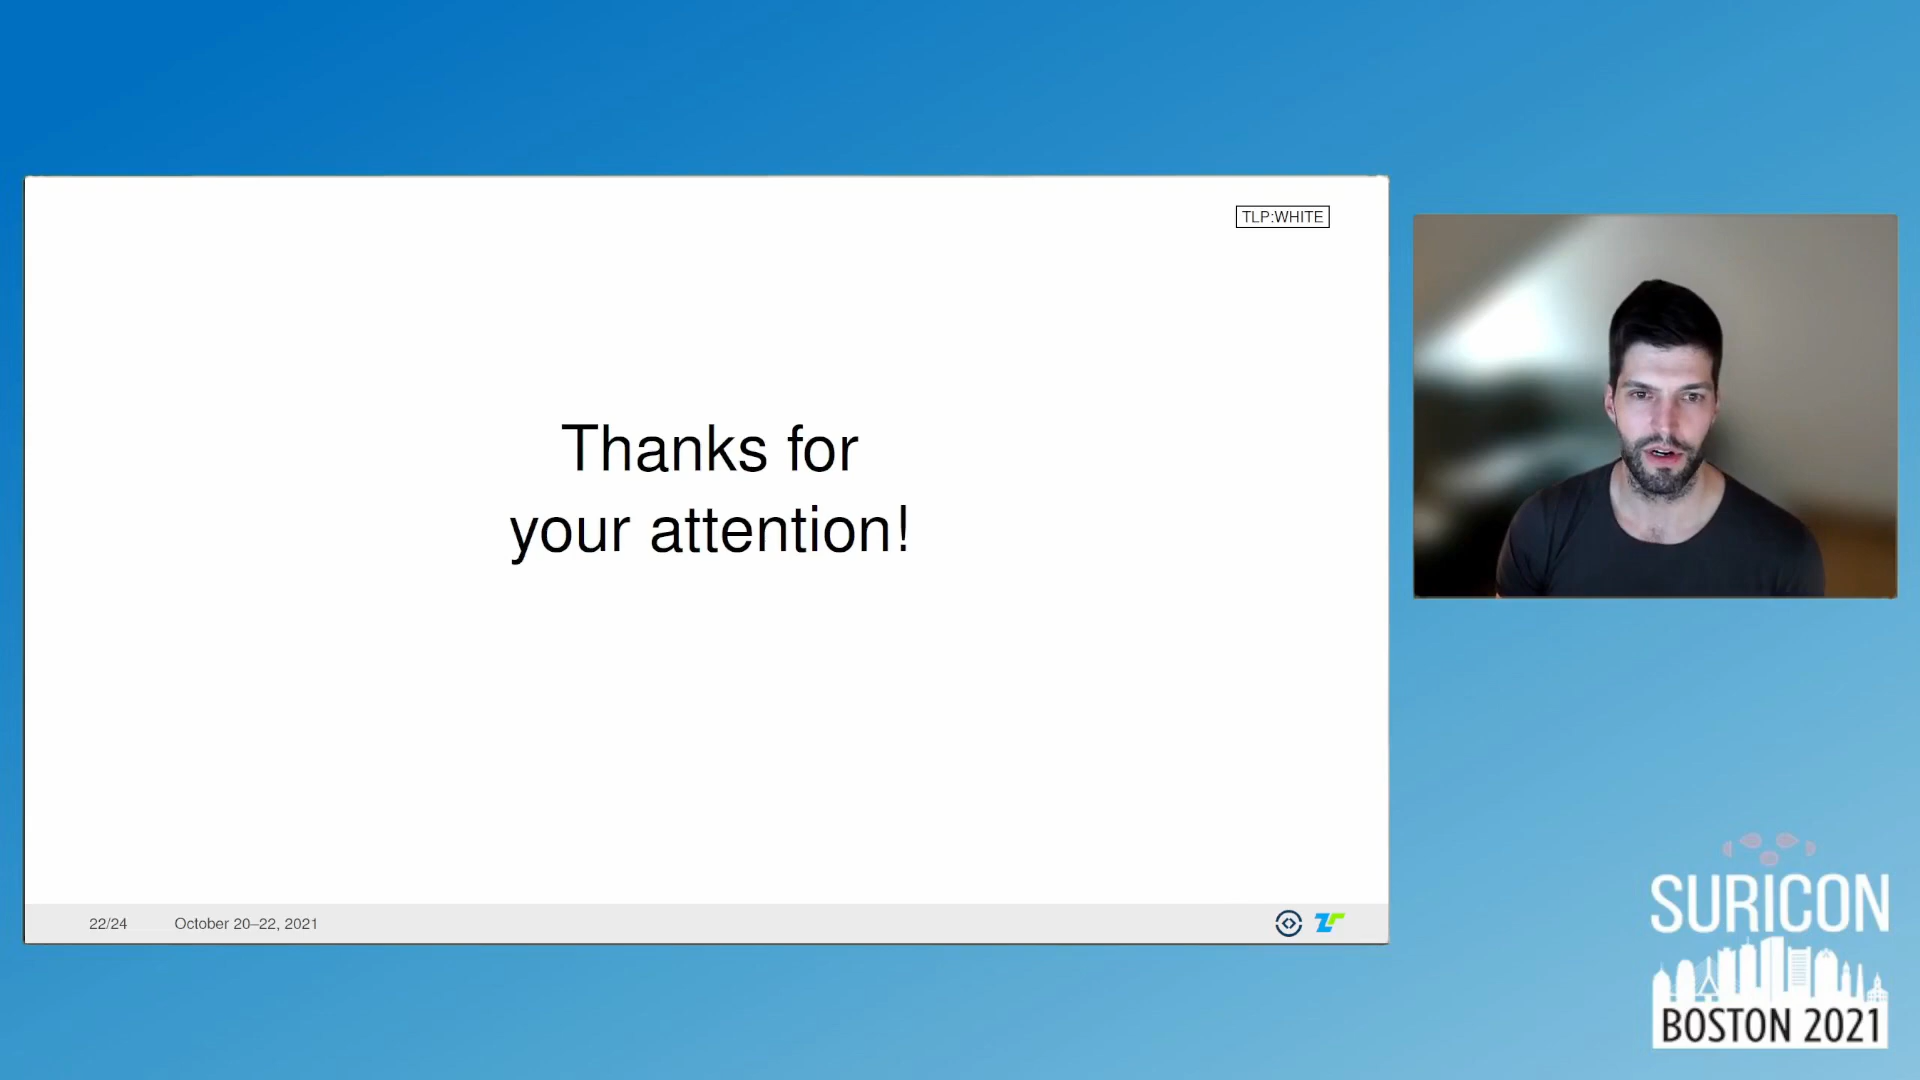 TLP:WHITE
Thanks for
your attention!
22/24 October 20–22, 2021
SURICON
BOSTON 2021